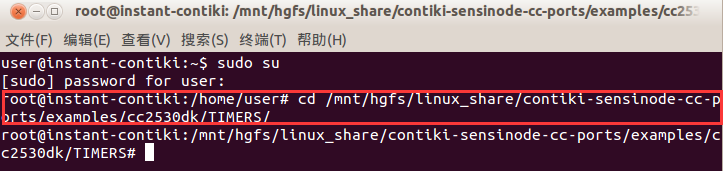 root@instant-contiki: /mnt/hgfs/linux_share/contiki-sensinode-cc-ports/examples/cc253
文件(F) 编辑(E) 查看(V) 搜索(S) 终端(T) 帮助(H)
user@instant-contiki:~$ sudo su
[sudo] password for user:
root@instant-contiki:/home/user# cd /mnt/hgfs/linux_share/contiki-sensinode-cc-p
orts/examples/cc2530dk/TIMERS/
root@instant-contiki:/mnt/hgfs/linux_share/contiki-sensinode-cc-ports/examples/c
c2530dk/TIMERS#